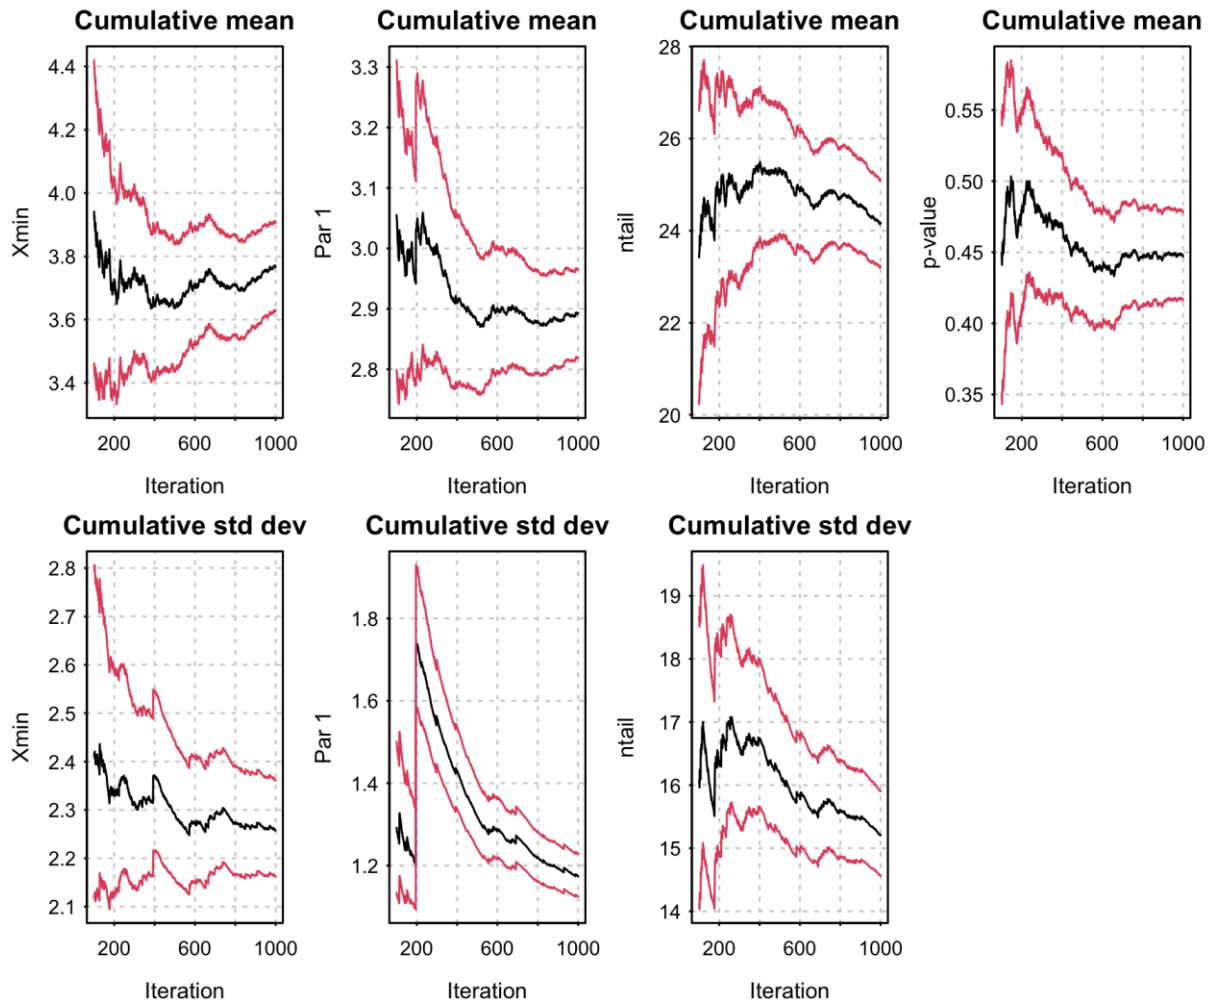 Cumulative mean
Xmin
4.4
4.2
4.0
3.8
3.6
3.4
200 600 1000
Iteration
Cumulative mean
Par 1
3.3
3.2
3.1
3.0
2.9
2.8
200 600 1000
Iteration
Cumulative mean
ntail
28
26
24
22
20
200 600 1000
Iteration
Cumulative mean
p-value
0.55
0.50
0.45
0.40
0.35
200 600 1000
Iteration
Cumulative std dev
Xmin
2.8
2.7
2.6
2.5
2.4
2.3
2.2
2.1
200 600 1000
Iteration
Cumulative std dev
Par 1
1.8
1.6
1.4
1.2
200 600 1000
Iteration
Cumulative std dev
ntail
19
18
17
16
15
14
200 600 1000
Iteration